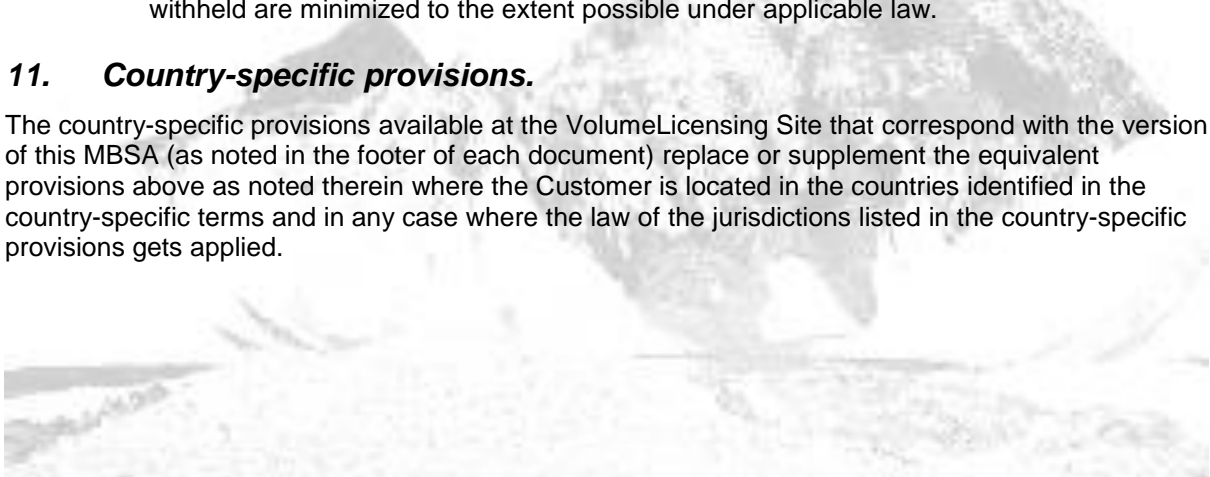 withheld are minimized to the extent possible under applicable law.
11. Country-specific provisions.
The country-specific provisions available at the VolumeLicensing Site that correspond with the version
of this MBSA (as noted in the footer of each document) replace or supplement the equivalent
provisions above as noted therein where the Customer is located in the countries identified in the
country-specific terms and in any case where the law of the jurisdictions listed in the country-specific
provisions gets applied.